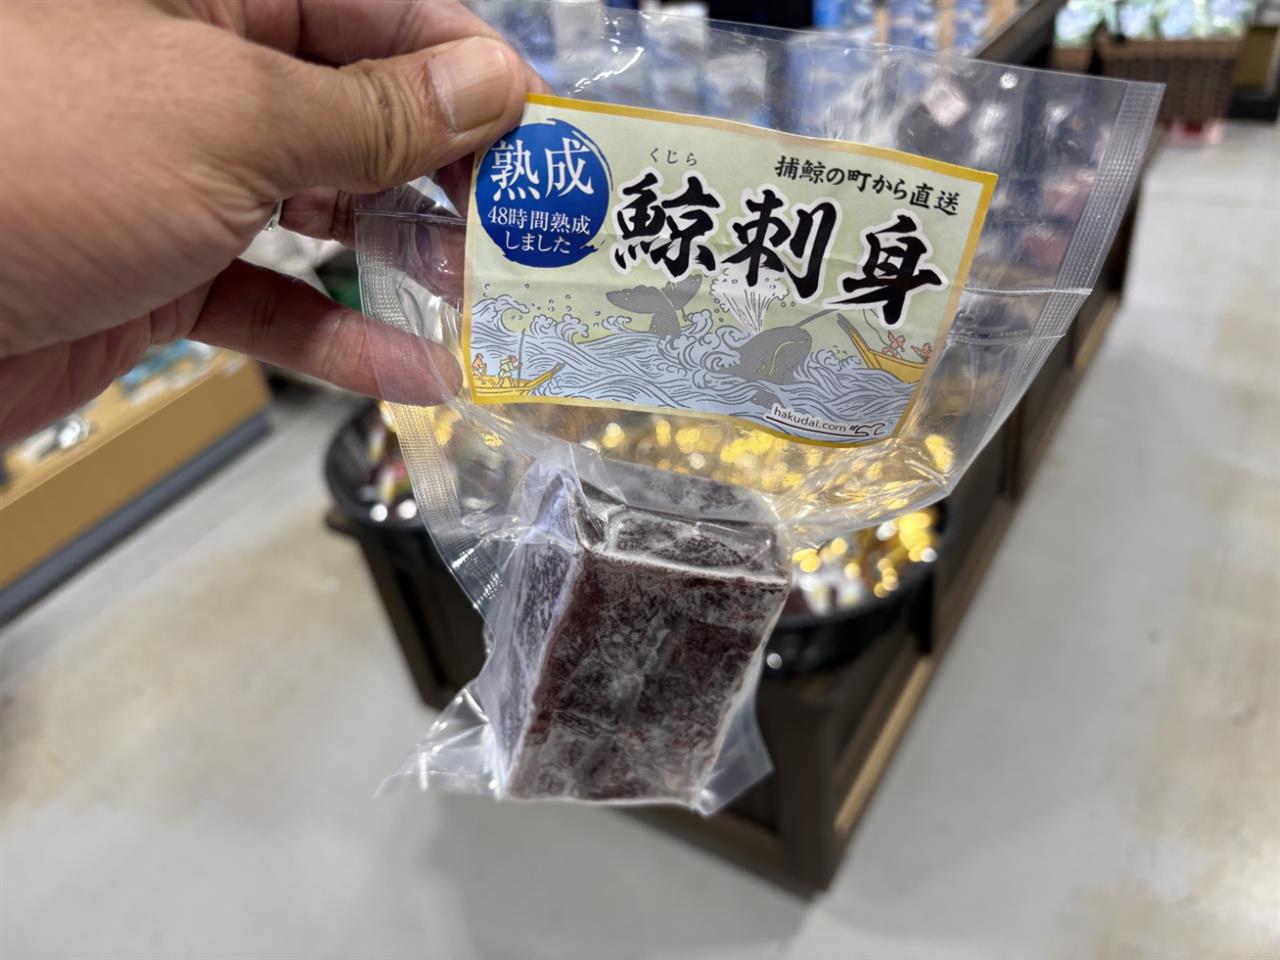 熟成
48時間熟成
しました
くじら
捕鯨の町から直送
鯨刺身
hakudai.com